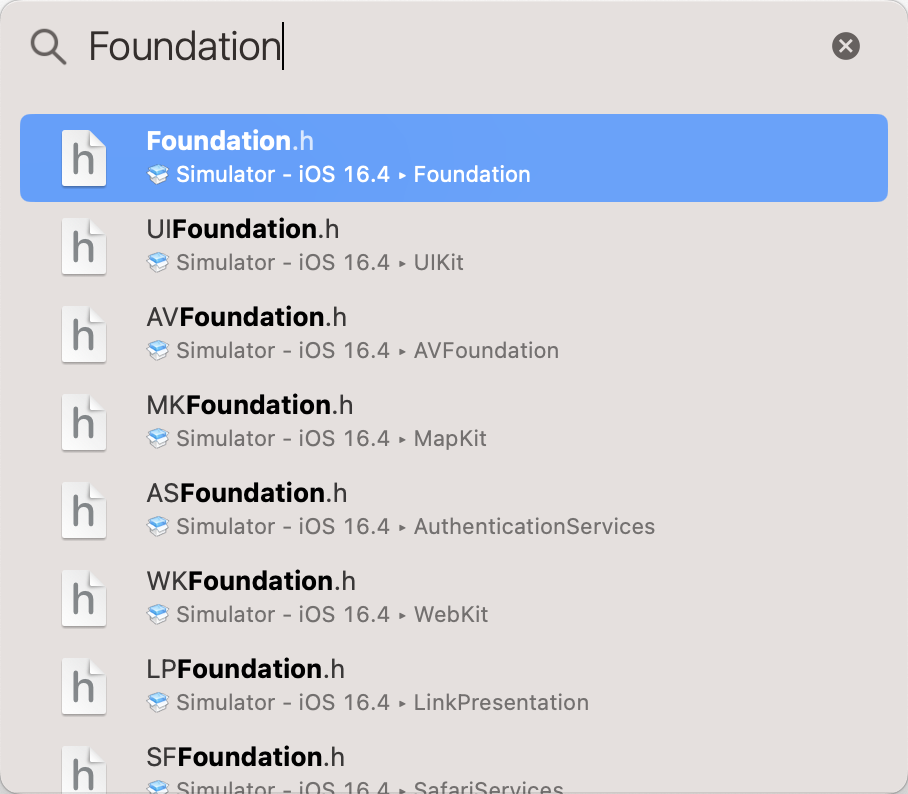 Foundation
h
Foundation.h
Simulator - iOS 16.4 ▸ Foundation
h
UIFoundation.h
Simulator - iOS 16.4 ▸ UIKit
h
AVFoundation.h
Simulator - iOS 16.4 ▸ AVFoundation
h
MKFoundation.h
Simulator - iOS 16.4 ▸ MapKit
h
ASFoundation.h
Simulator - iOS 16.4 ▸ AuthenticationServices
h
WKFoundation.h
Simulator - iOS 16.4 ▸ WebKit
h
LPFoundation.h
Simulator - iOS 16.4 ▸ LinkPresentation
h
SFFoundation.h
Simulator - iOS 16.4 ▸ SafariServices